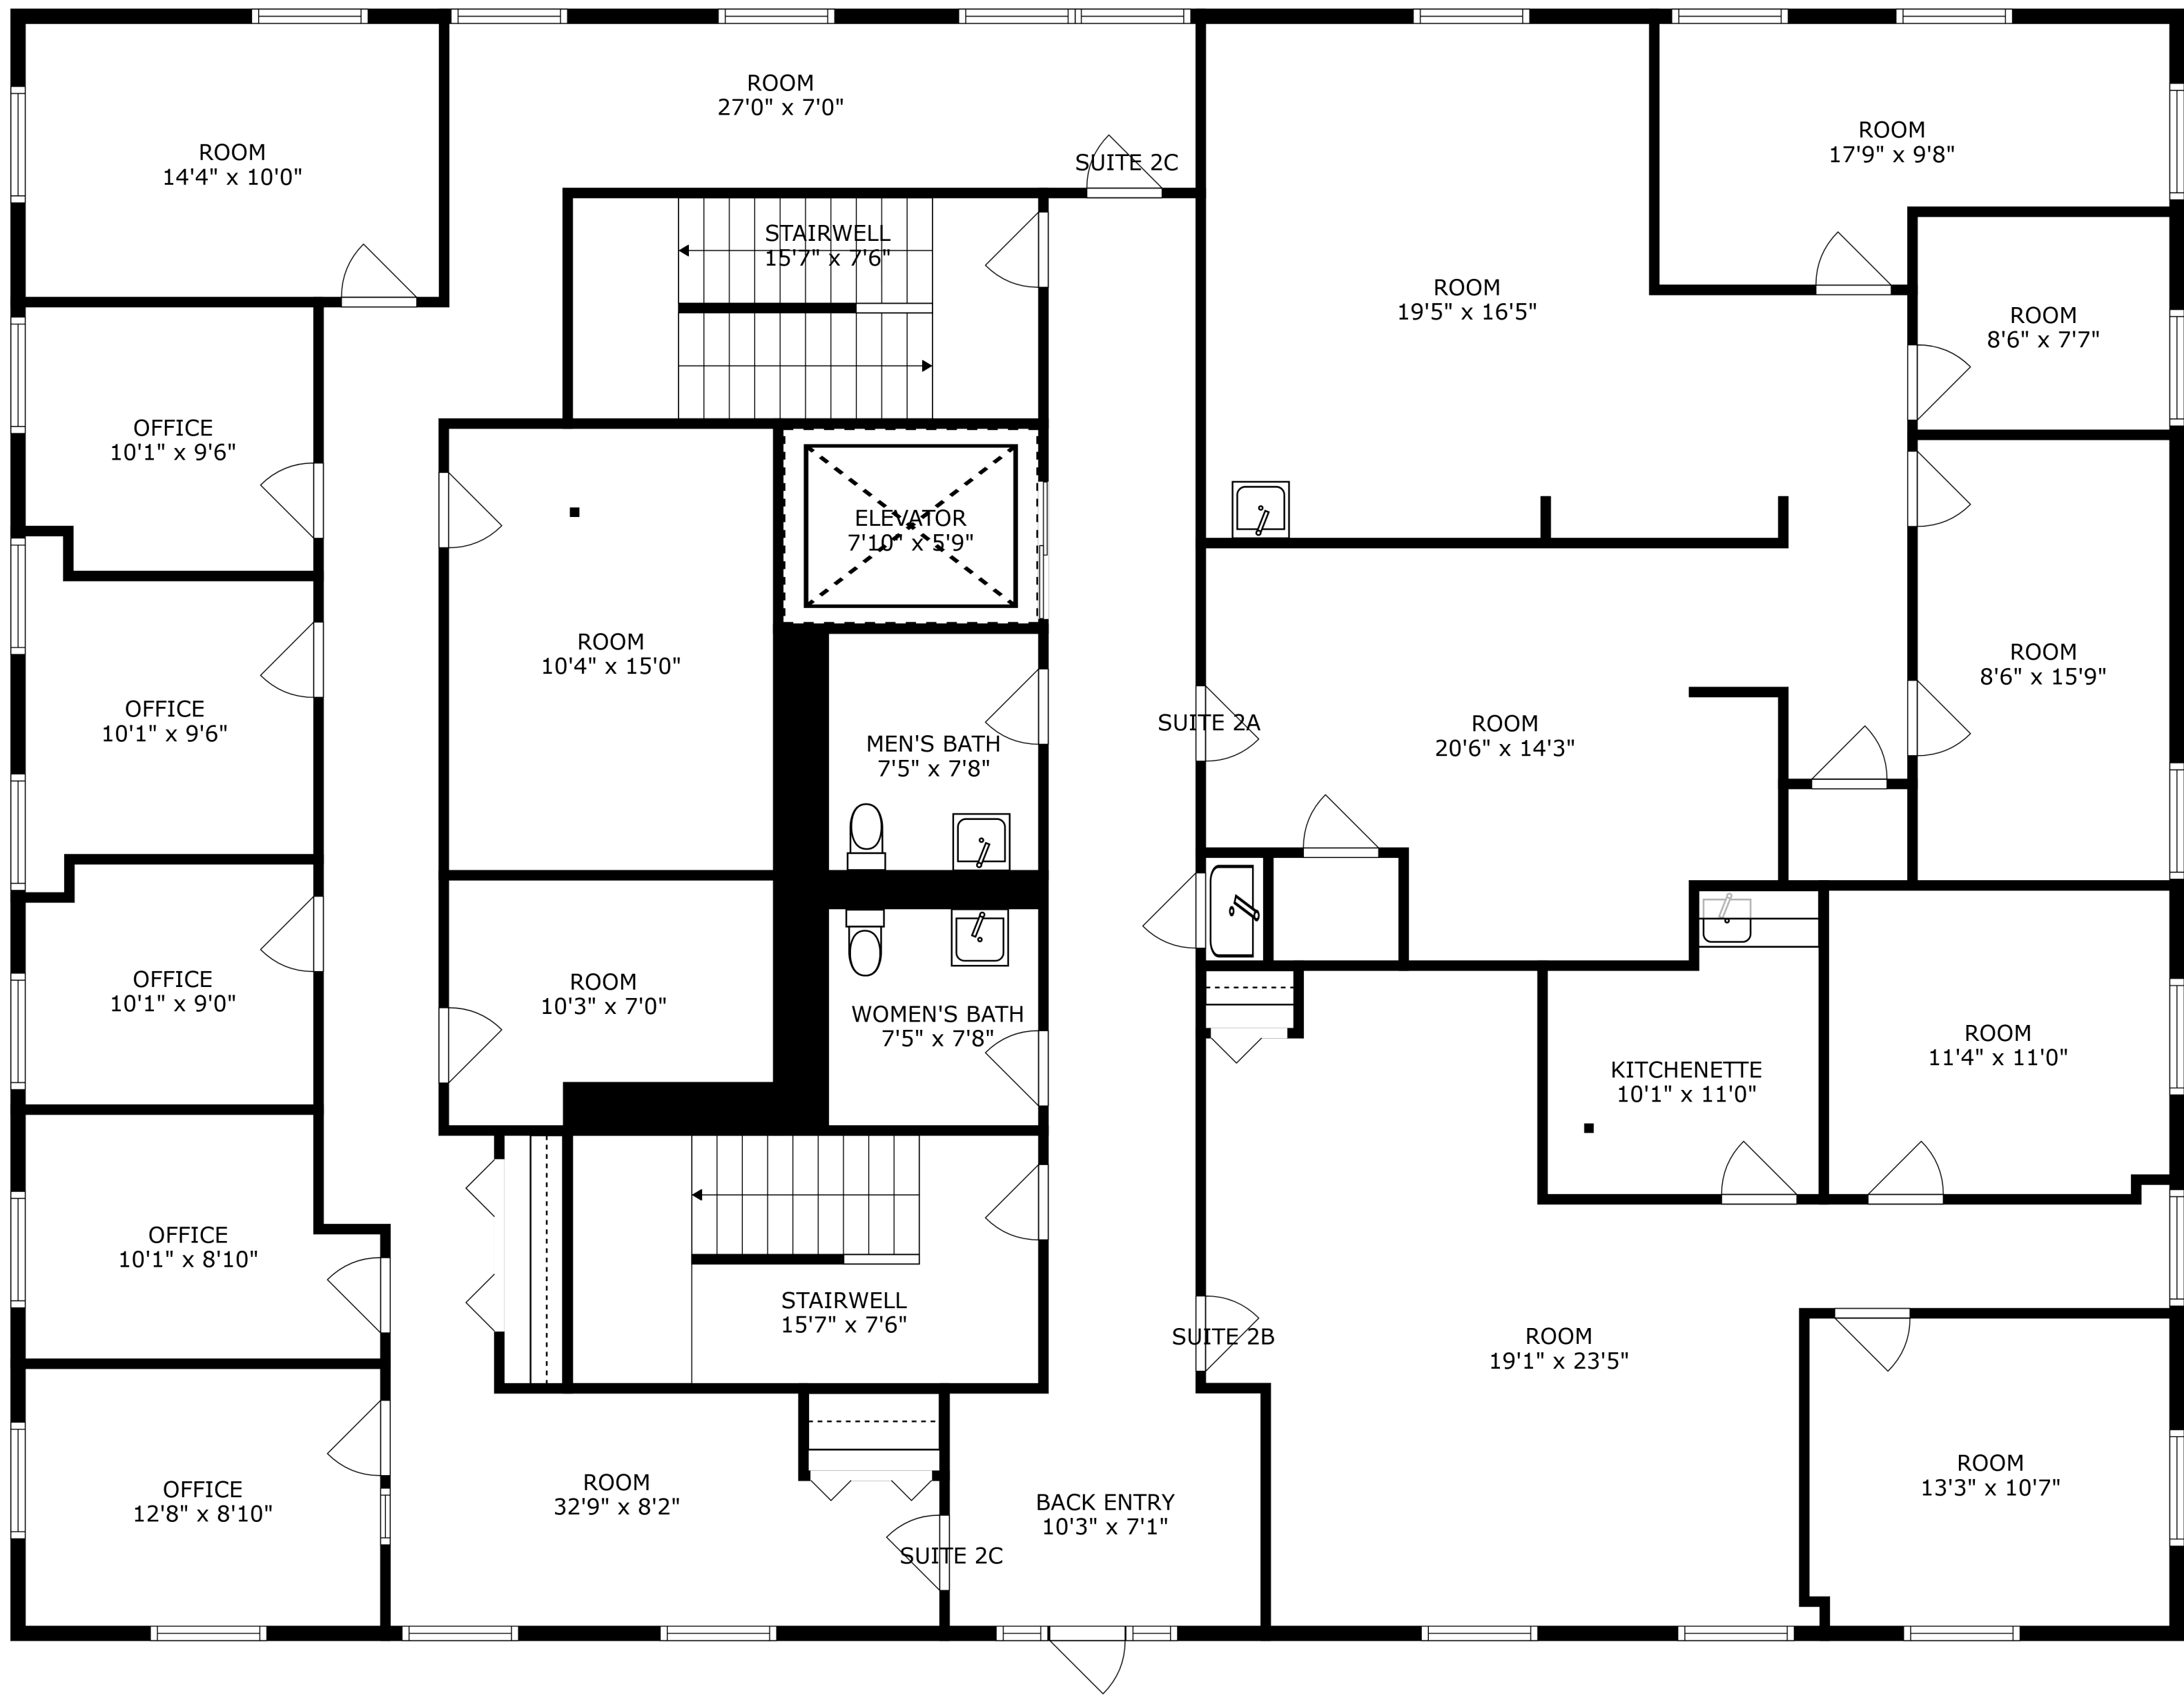 ROOM
27'0" x 7'0"
ROOM
14'4" x 10'0"
SUITE 2C
ROOM
17'9" x 9'8"
STAIRWELL
15'7" x 7'6"
ROOM
19'5" x 16'5"
ROOM
8'6" x 7'7"
OFFICE
10'1" x 9'6"
ELEVATOR
7'10" x 5'9"
ROOM
10'4" x 15'0"
ROOM
8'6" x 15'9"
OFFICE
10'1" x 9'6"
SUITE 2A
ROOM
20'6" x 14'3"
MEN'S BATH
7'5" x 7'8"
OFFICE
10'1" x 9'0"
ROOM
10'3" x 7'0"
WOMEN'S BATH
7'5" x 7'8"
ROOM
11'4" x 11'0"
KITCHENETTE
10'1" x 11'0"
OFFICE
10'1" x 8'10"
STAIRWELL
15'7" x 7'6"
SUITE 2B
ROOM
19'1" x 23'5"
OFFICE
12'8" x 8'10"
ROOM
32'9" x 8'2"
BACK ENTRY
10'3" x 7'1"
ROOM
13'3" x 10'7"
SUITE 2C